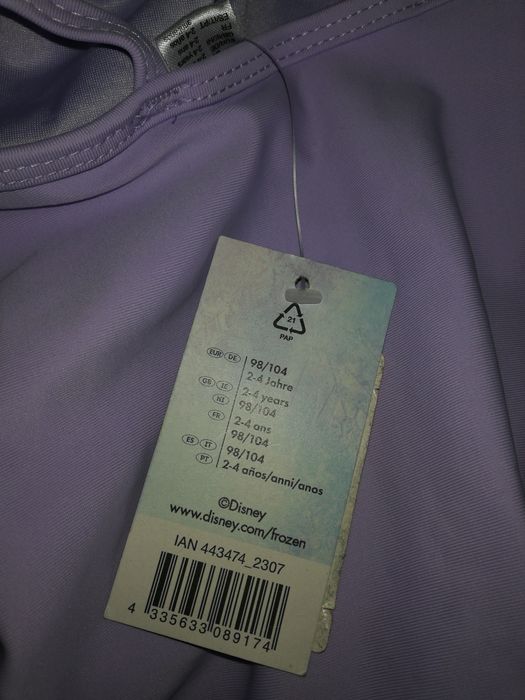 21
PAP
EUR DE 98/104
2-4 Jahre
GB IE 2-4 years
NI 98/104
FR 2-4 ans
98/104
ES IT 98/104
PT 2-4 años/anni/anos
©Disney
www.disney.com/frozen
IAN 443474_2307
4 335633 089174